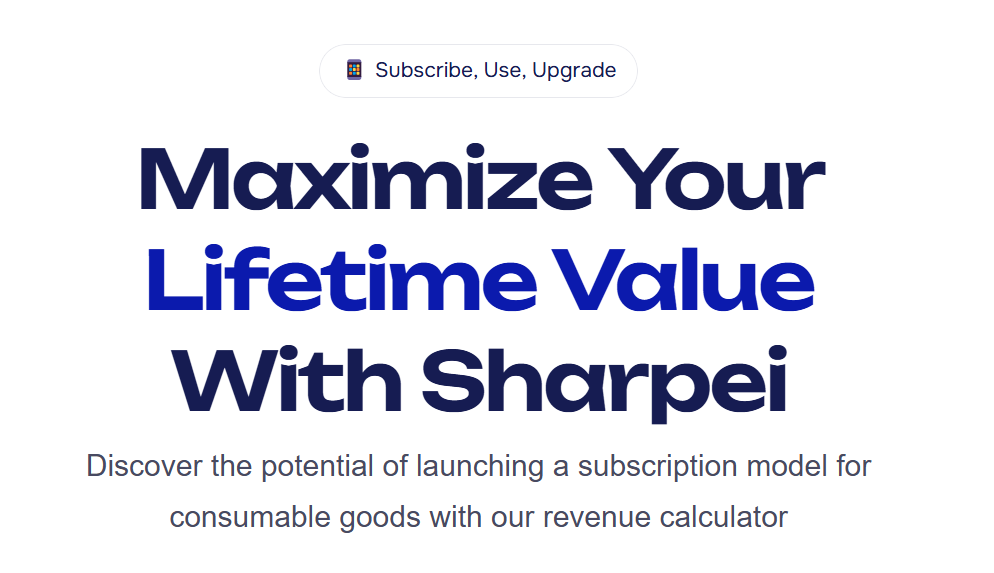 Subscribe, Use, Upgrade
Maximize Your
Lifetime Value
With Sharpei
Discover the potential of launching a subscription model for
consumable goods with our revenue calculator